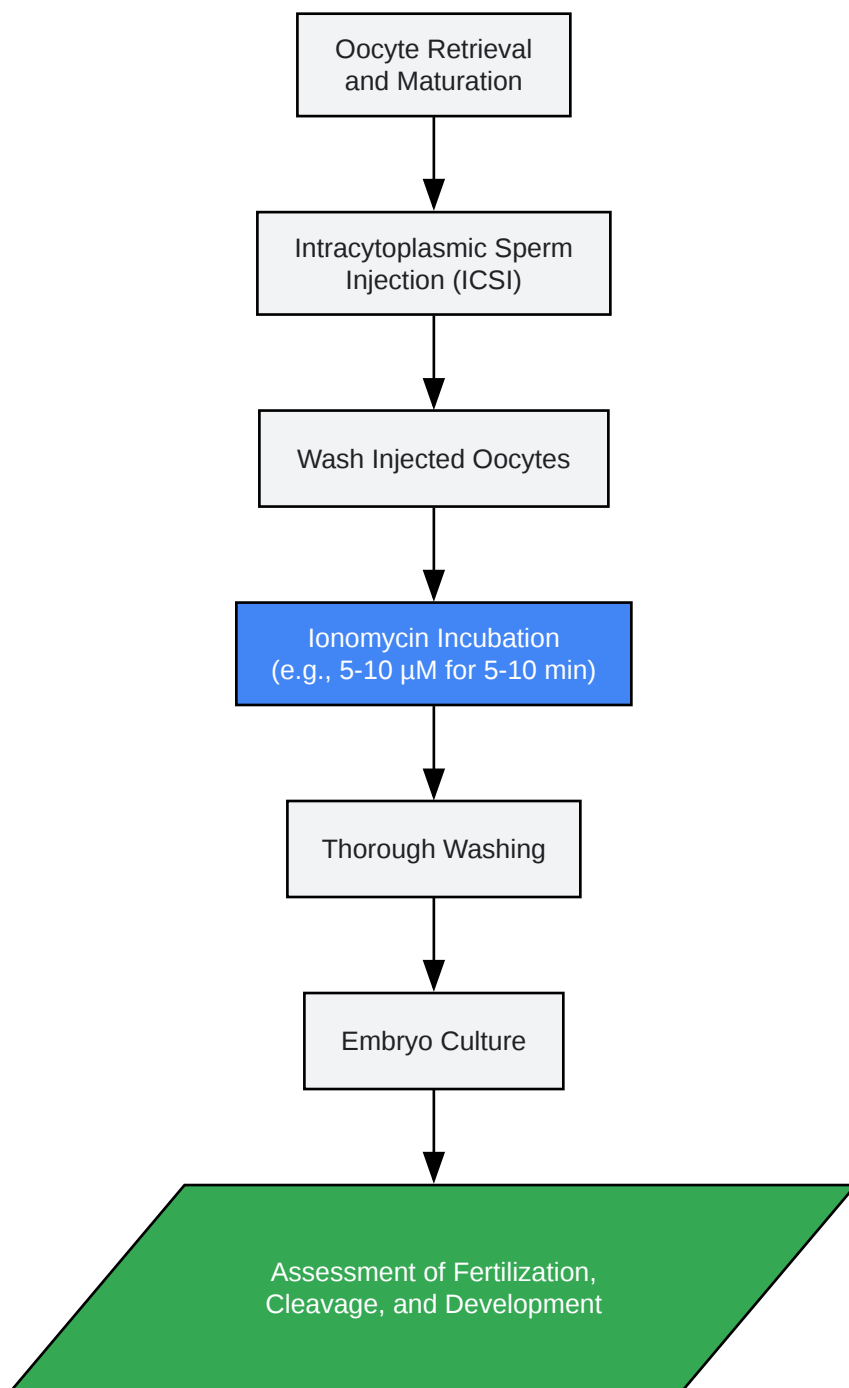 Oocyte Retrieval
and Maturation
Intracytoplasmic Sperm
Injection (ICSI)
Wash Injected Oocytes
Ionomycin Incubation
(e.g., 5-10 µM for 5-10 min)
Thorough Washing
Embryo Culture
Assessment of Fertilization,
Cleavage, and Development